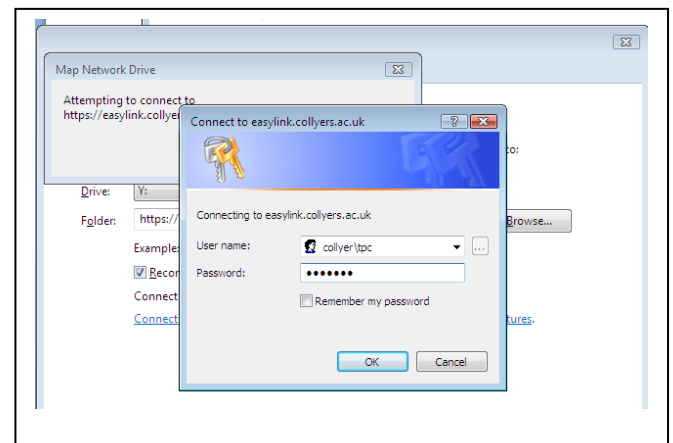 Map Network Drive
Attempting to connect to
https://easylink.collyer
Connect to easylink.collyers.ac.uk
to:
Drive: Y:
Folder: https:// Browse...
Connecting to easylink.collyers.ac.uk
Example:
User name: collyer\tpc ...
Recon
Password: •••••••
Connect
Remember my password
Connect tures.
OK Cancel